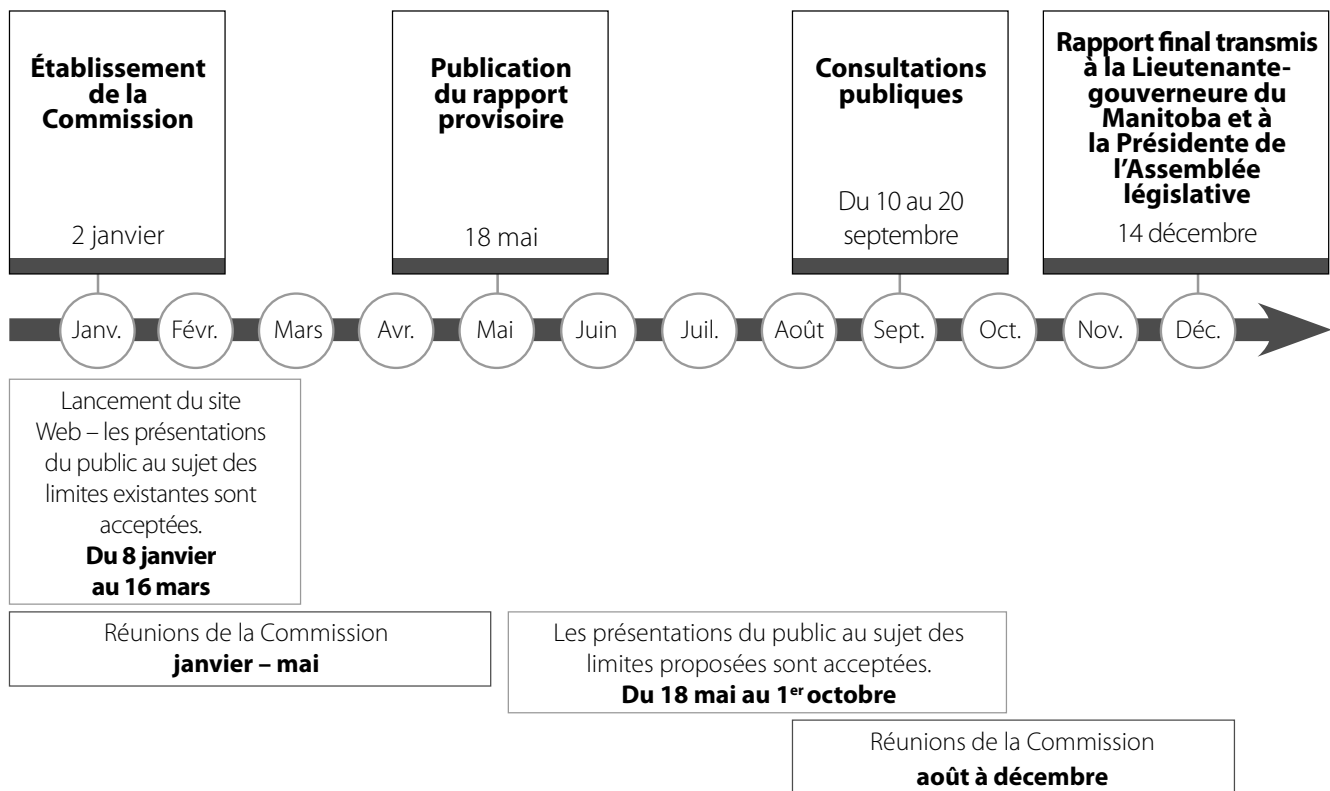 Établissement
de la
Commission
2 janvier
Publication
du rapport
provisoire
18 mai
Consultations
publiques
Du 10 au 20
septembre
Rapport final transmis
à la Lieutenante-
gouverneure du
Manitoba et à
la Présidente de
l'Assemblée
législative
14 décembre
Janv. Févr. Mars Avr. Mai Juin Juil. Août Sept. Oct. Nov. Déc.
Lancement du site
Web – les présentations
du public au sujet des
limites existantes sont
acceptées.
Du 8 janvier
au 16 mars
Réunions de la Commission
janvier – mai
Les présentations du public au sujet des
limites proposées sont acceptées.
Du 18 mai au 1er octobre
Réunions de la Commission
août à décembre